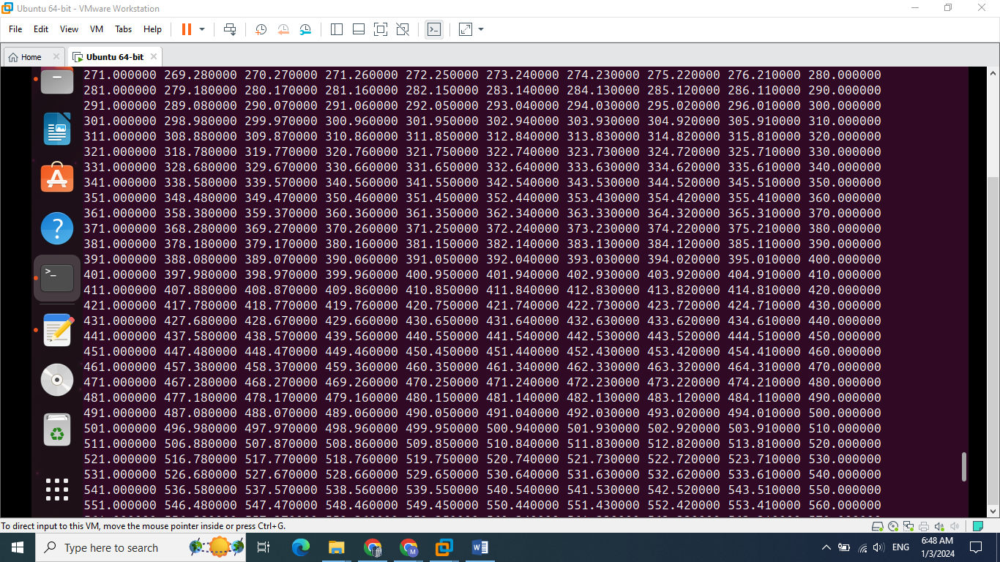 Ubuntu 64-bit - VMware Workstation
File Edit View VM Tabs Help
Home Ubuntu 64-bit
271.000000 269.280000 270.270000 271.260000 272.250000 273.240000 274.230000 275.220000 276.210000 280.000000
281.000000 279.180000 280.170000 281.160000 282.150000 283.140000 284.130000 285.120000 286.110000 290.000000
291.000000 289.080000 290.070000 291.060000 292.050000 293.040000 294.030000 295.020000 296.010000 300.000000
301.000000 298.980000 299.970000 300.960000 301.950000 302.940000 303.930000 304.920000 305.910000 310.000000
311.000000 308.880000 309.870000 310.860000 311.850000 312.840000 313.830000 314.820000 315.810000 320.000000
321.000000 318.780000 319.770000 320.760000 321.750000 322.740000 323.730000 324.720000 325.710000 330.000000
331.000000 328.680000 329.670000 330.660000 331.650000 332.640000 333.630000 334.620000 335.610000 340.000000
341.000000 338.580000 339.570000 340.560000 341.550000 342.540000 343.530000 344.520000 345.510000 350.000000
351.000000 348.480000 349.470000 350.460000 351.450000 352.440000 353.430000 354.420000 355.410000 360.000000
361.000000 358.380000 359.370000 360.360000 361.350000 362.340000 363.330000 364.320000 365.310000 370.000000
371.000000 368.280000 369.270000 370.260000 371.250000 372.240000 373.230000 374.220000 375.210000 380.000000
381.000000 378.180000 379.170000 380.160000 381.150000 382.140000 383.130000 384.120000 385.110000 390.000000
391.000000 388.080000 389.070000 390.060000 391.050000 392.040000 393.030000 394.020000 395.010000 400.000000
401.000000 397.980000 398.970000 399.960000 400.950000 401.940000 402.930000 403.920000 404.910000 410.000000
411.000000 407.880000 408.870000 409.860000 410.850000 411.840000 412.830000 413.820000 414.810000 420.000000
421.000000 417.780000 418.770000 419.760000 420.750000 421.740000 422.730000 423.720000 424.710000 430.000000
431.000000 427.680000 428.670000 429.660000 430.650000 431.640000 432.630000 433.620000 434.610000 440.000000
441.000000 437.580000 438.570000 439.560000 440.550000 441.540000 442.530000 443.520000 444.510000 450.000000
451.000000 447.480000 448.470000 449.460000 450.450000 451.440000 452.430000 453.420000 454.410000 460.000000
461.000000 457.380000 458.370000 459.360000 460.350000 461.340000 462.330000 463.320000 464.310000 470.000000
471.000000 467.280000 468.270000 469.260000 470.250000 471.240000 472.230000 473.220000 474.210000 480.000000
481.000000 477.180000 478.170000 479.160000 480.150000 481.140000 482.130000 483.120000 484.110000 490.000000
491.000000 487.080000 488.070000 489.060000 490.050000 491.040000 492.030000 493.020000 494.010000 500.000000
501.000000 496.980000 497.970000 498.960000 499.950000 500.940000 501.930000 502.920000 503.910000 510.000000
511.000000 506.880000 507.870000 508.860000 509.850000 510.840000 511.830000 512.820000 513.810000 520.000000
521.000000 516.780000 517.770000 518.760000 519.750000 520.740000 521.730000 522.720000 523.710000 530.000000
531.000000 526.680000 527.670000 528.660000 529.650000 530.640000 531.630000 532.620000 533.610000 540.000000
541.000000 536.580000 537.570000 538.560000 539.550000 540.540000 541.530000 542.520000 543.510000 550.000000
551.000000 546.480000 547.470000 548.460000 549.450000 550.440000 551.430000 552.420000 553.410000 560.000000
To direct input to this VM, move the mouse pointer inside or press Ctrl+G.
Type here to search
ENG
6:48 AM
1/3/2024